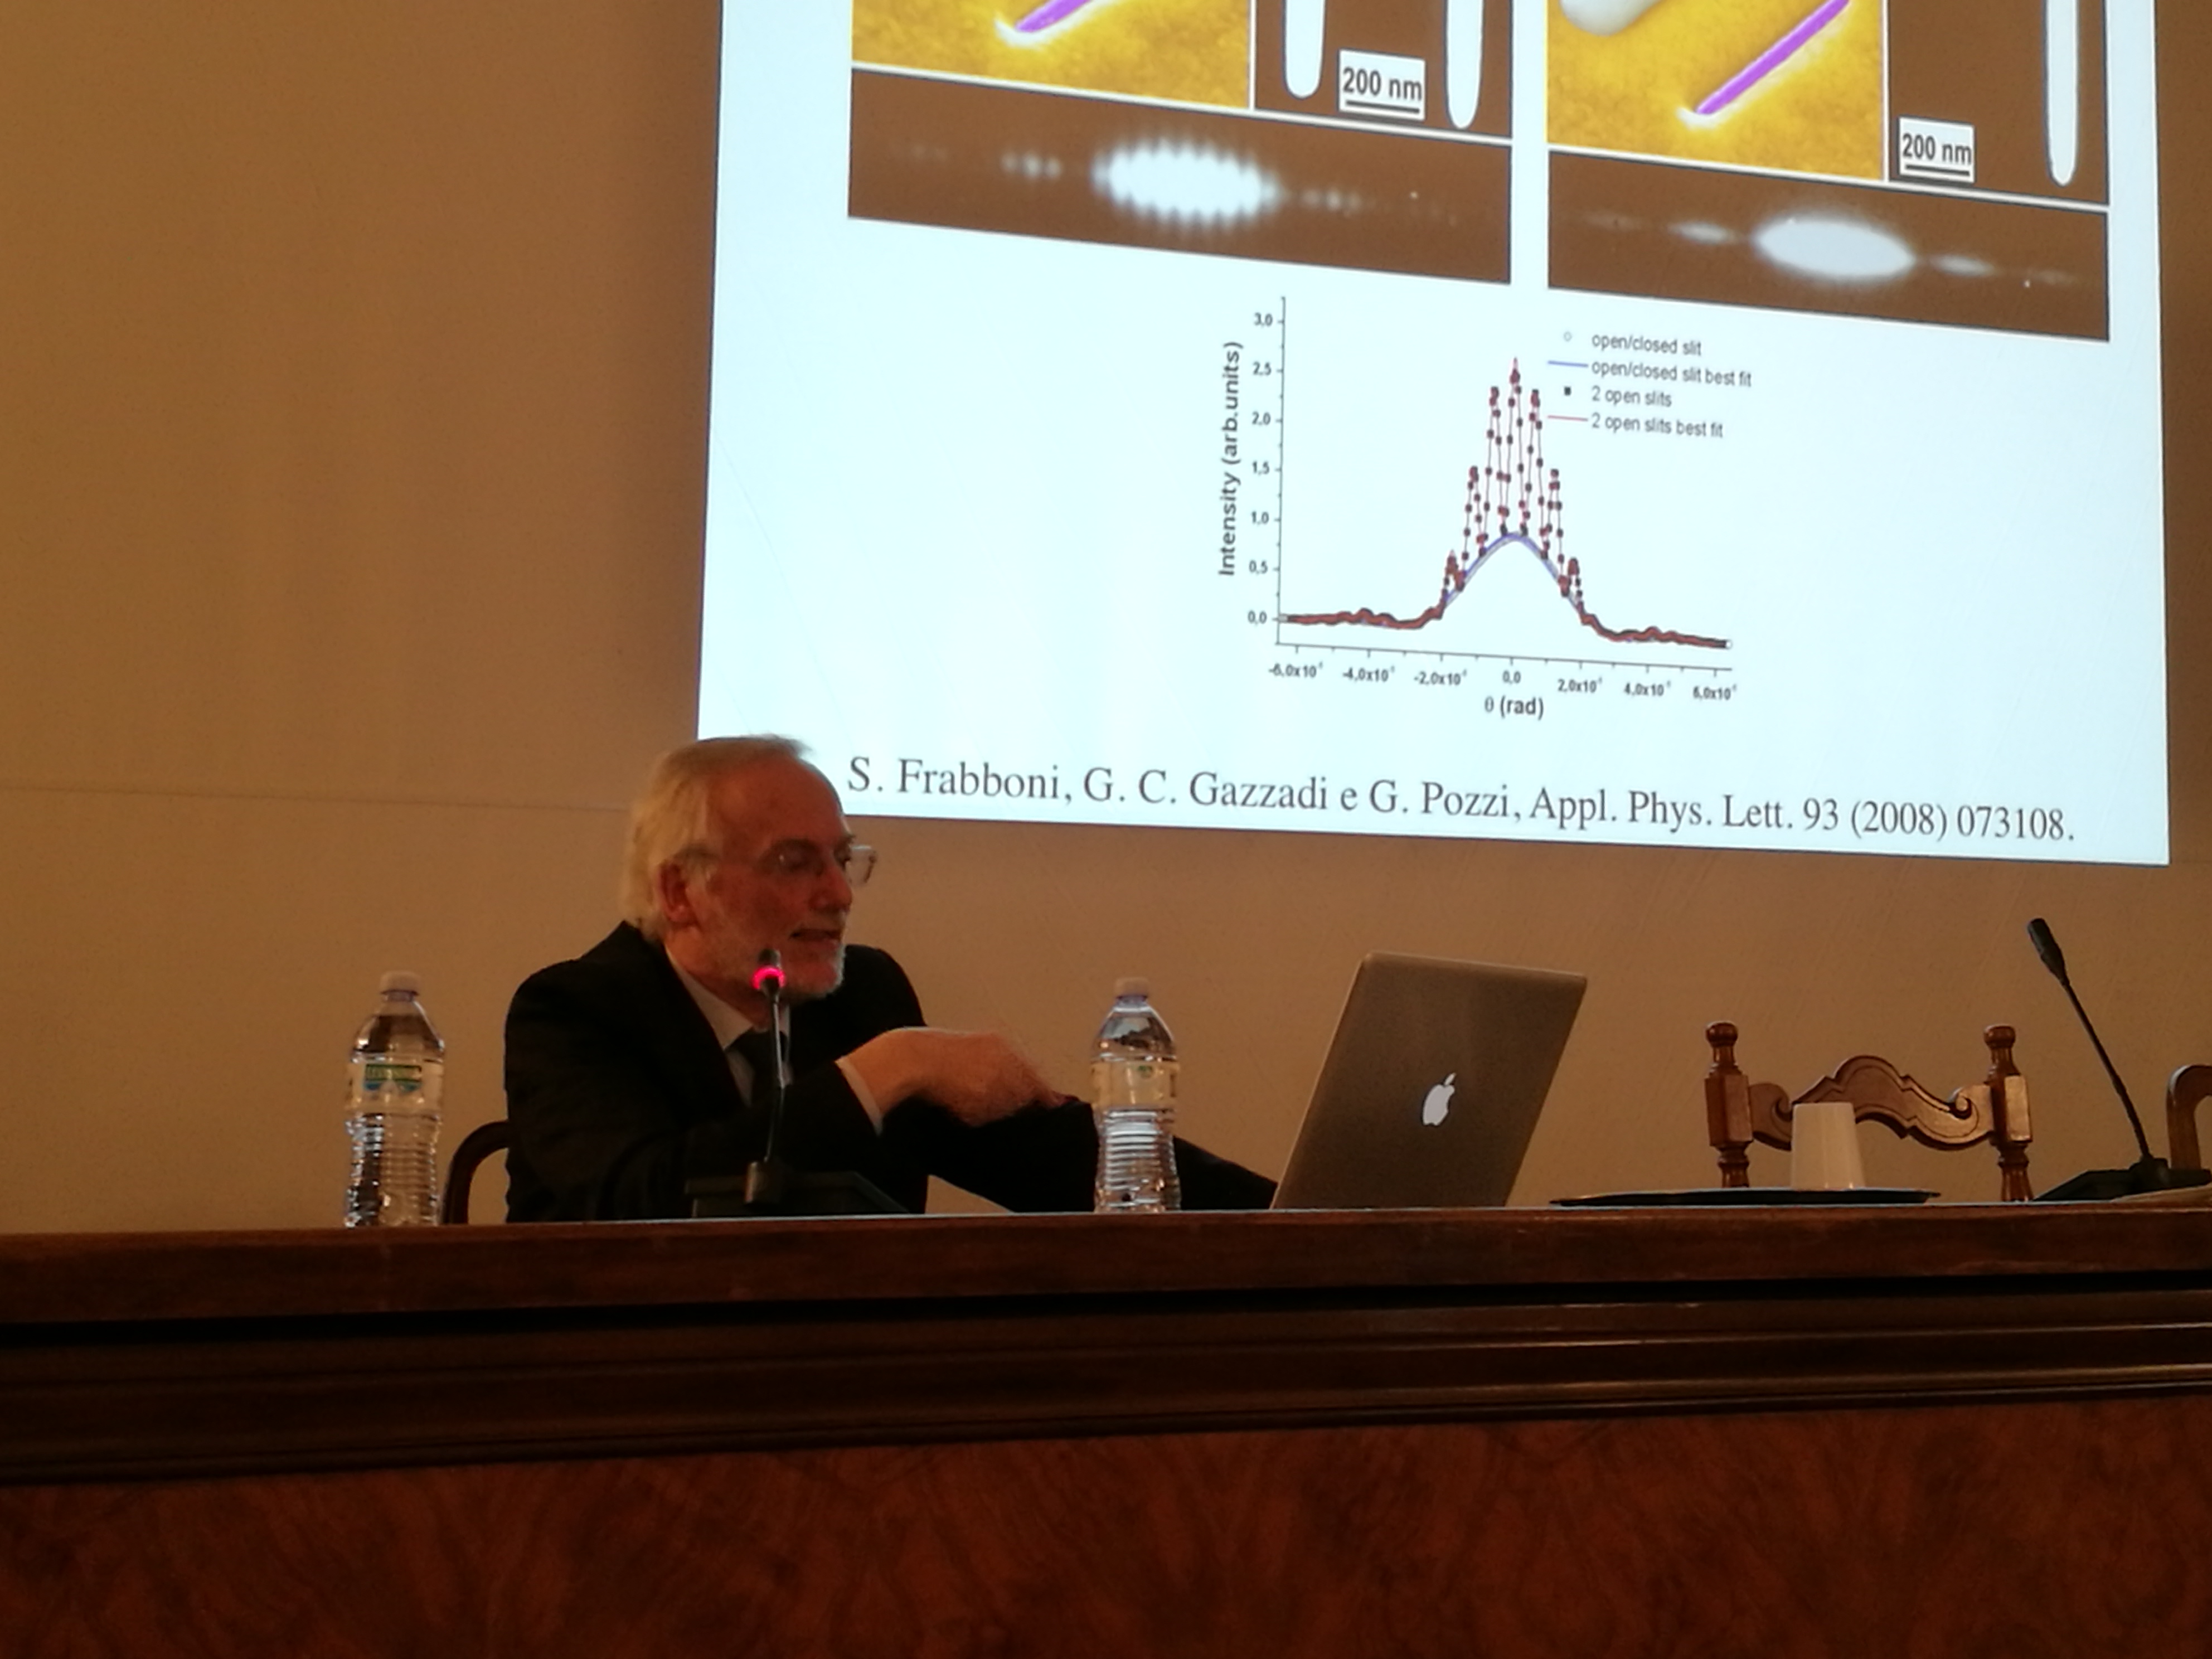 200 nm
200 nm
3,0
2,5
2,0
1,5
1,0
0,5
0,0
Intensity (arb.units)
open/closed slit
open/closed slit best fit
2 open slits
2 open slits best fit
0,0
θ (rad)
S. Frabboni, G. C. Gazzadi e G. Pozzi, Appl. Phys. Lett. 93 (2008) 073108.